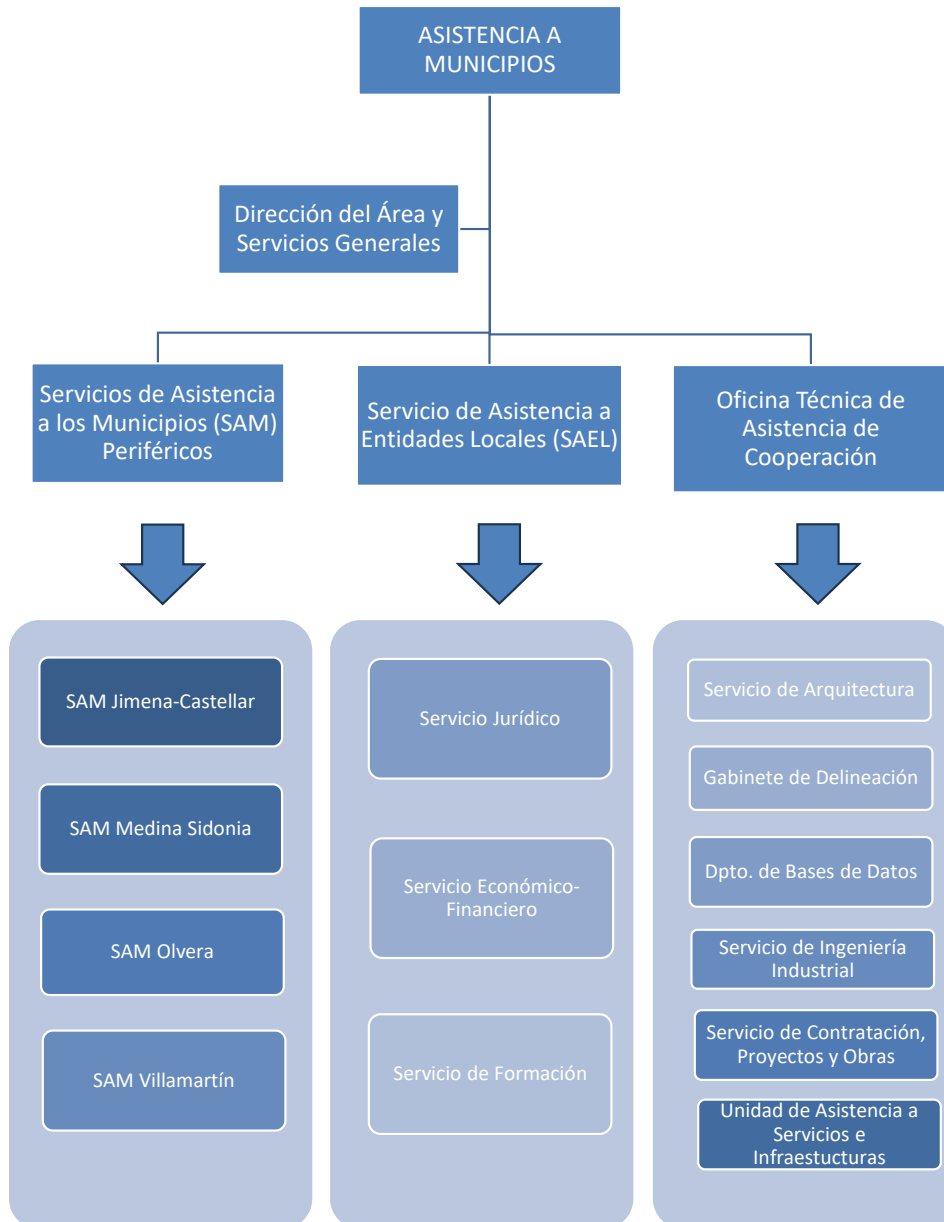 ASISTENCIA A
MUNICIPIOS
Dirección del Área y
Servicios Generales
Servicios de Asistencia
a los Municipios (SAM)
Periféricos
Servicio de Asistencia a
Entidades Locales (SAEL)
Oficina Técnica de
Asistencia de
Cooperación
SAM Jimena-Castellar
SAM Medina Sidonia
SAM Olvera
SAM Villamartín
Servicio Jurídico
Servicio Económico-
Financiero
Servicio de Formación
Servicio de Arquitectura
Gabinete de Delineación
Dpto. de Bases de Datos
Servicio de Ingeniería
Industrial
Servicio de Contratación,
Proyectos y Obras
Unidad de Asistencia a
Servicios e
Infraestucturas